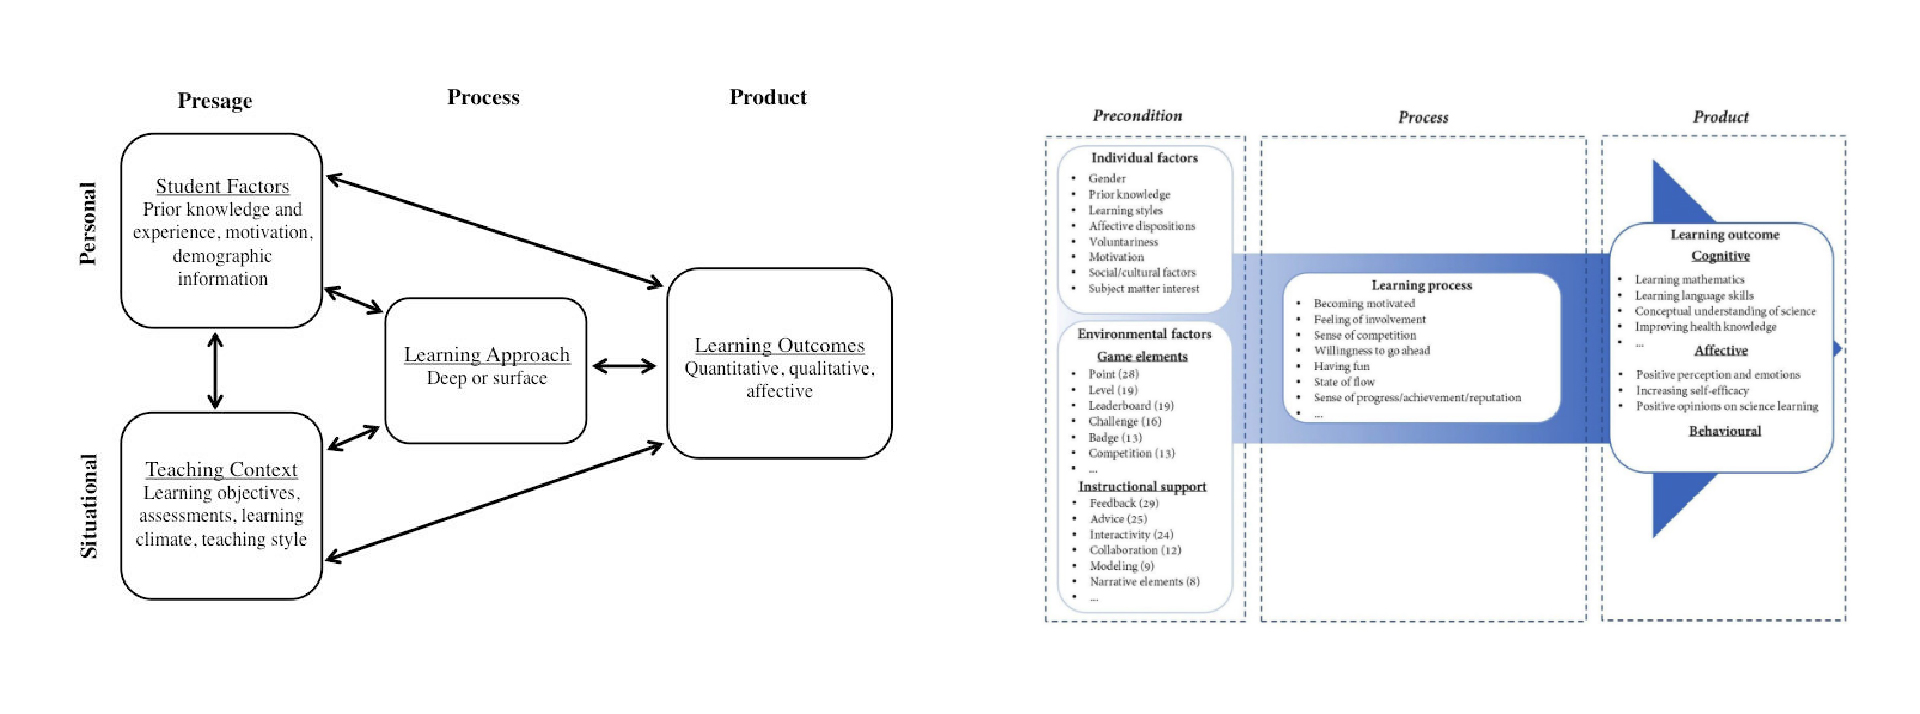 Presage
Process
Product
Personal
Student Factors
Prior knowledge and
experience, motivation,
demographic
information
Learning Approach
Deep or surface
Learning Outcomes
Quantitative, qualitative,
affective
Situational
Teaching Context
Learning objectives,
assessments, learning
climate, teaching style
Precondition
Individual factors
• Gender
• Prior knowledge
• Learning styles
• Affective dispositions
• Voluntariness
• Motivation
• Social/cultural factors
• Subject matter interest
Environmental factors
Game elements
• Point (28)
• Level (19)
• Leaderboard (19)
• Challenge (16)
• Badge (13)
• Competition (13)
• ...
Instructional support
• Feedback (29)
• Advice (25)
• Interactivity (24)
• Collaboration (12)
• Modeling (9)
• Narrative elements (8)
• ...
Process
Learning process
• Becoming motivated
• Feeling of involvement
• Sense of competition
• Willingness to go ahead
• Having fun
• State of flow
• Sense of progress/achievement/reputation
• ...
Product
Learning outcome
Cognitive
• Learning mathematics
• Learning language skills
• Conceptual understanding of science
• Improving health knowledge
• ...
Affective
• Positive perception and emotions
• Increasing self-efficacy
• Positive opinions on science learning
Behavioural